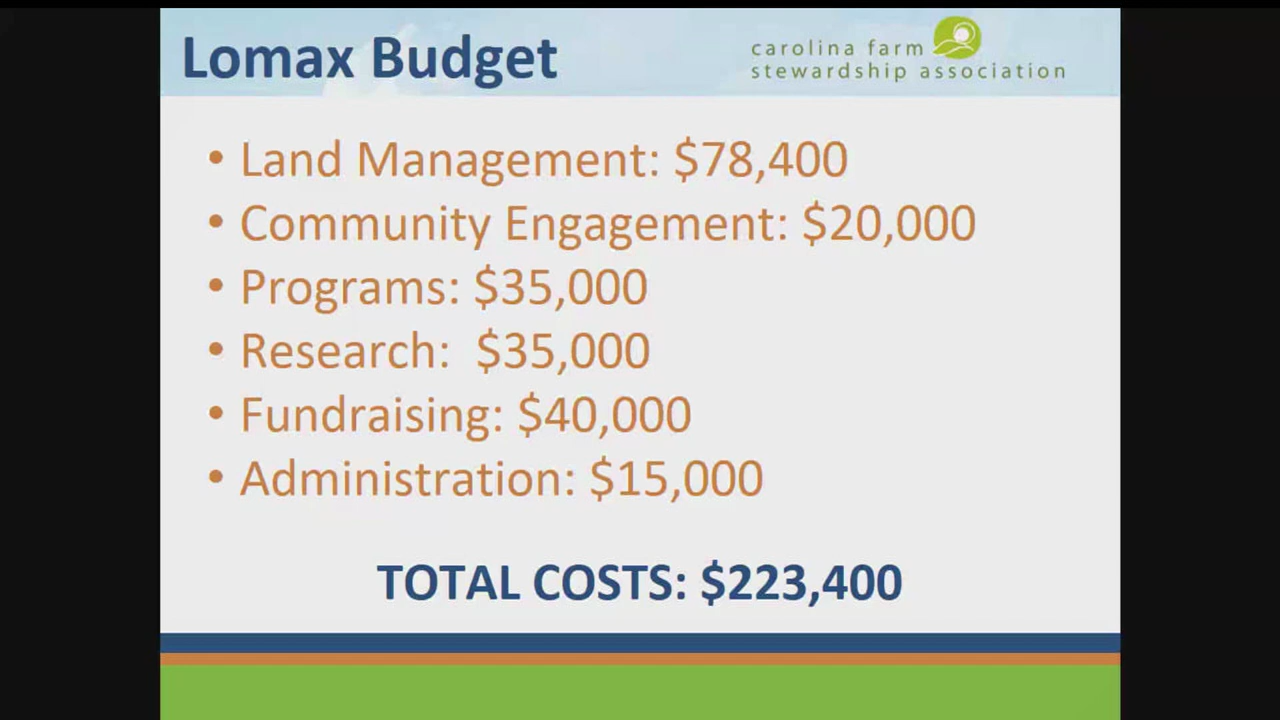 Lomax Budget
carolina farm
stewardship association
• Land Management: $78,400
• Community Engagement: $20,000
• Programs: $35,000
• Research:  $35,000
• Fundraising: $40,000
• Administration: $15,000
TOTAL COSTS: $223,400